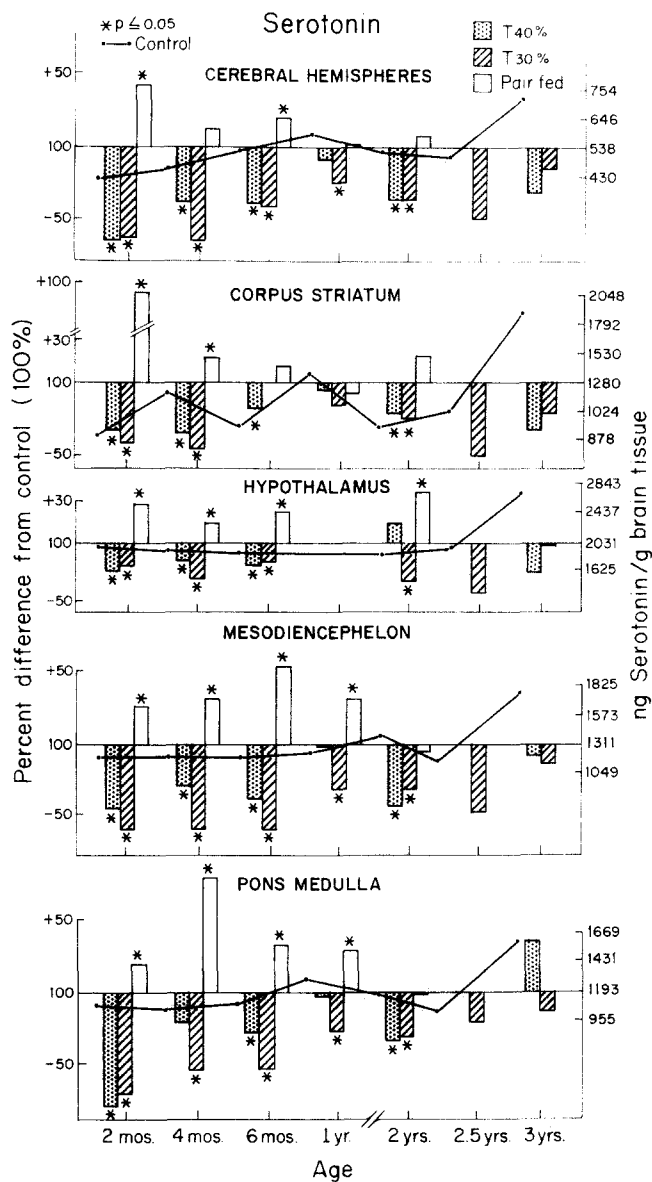 Serotonin
* p ≤ 0.05
Control
T 40%
T 30%
Pair fed
CEREBRAL HEMISPHERES
+50
100
-50
754
646
538
430
CORPUS STRIATUM
+100
+30
100
-50
2048
1792
1530
1280
1024
878
HYPOTHALAMUS
+30
100
-50
2843
2437
2031
1625
MESODIENCEPHELON
+50
100
-50
1825
1573
1311
1049
PONS MEDULLA
+50
100
-50
1669
1431
1193
955
Percent difference from control (100%)
ng Serotonin/g brain tissue
2 mos.
4 mos.
6 mos.
1 yr.
2 yrs.
2.5 yrs.
3 yrs.
Age